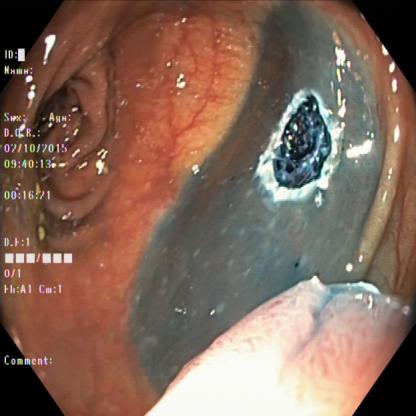 ID:
Name:
Sex: Age:
D.O.B.:
02/10/2015
09:40:13
00:16:21
D.F:1
■■■/■■■
0/1
Eh:A1 Cm:1
Comment: